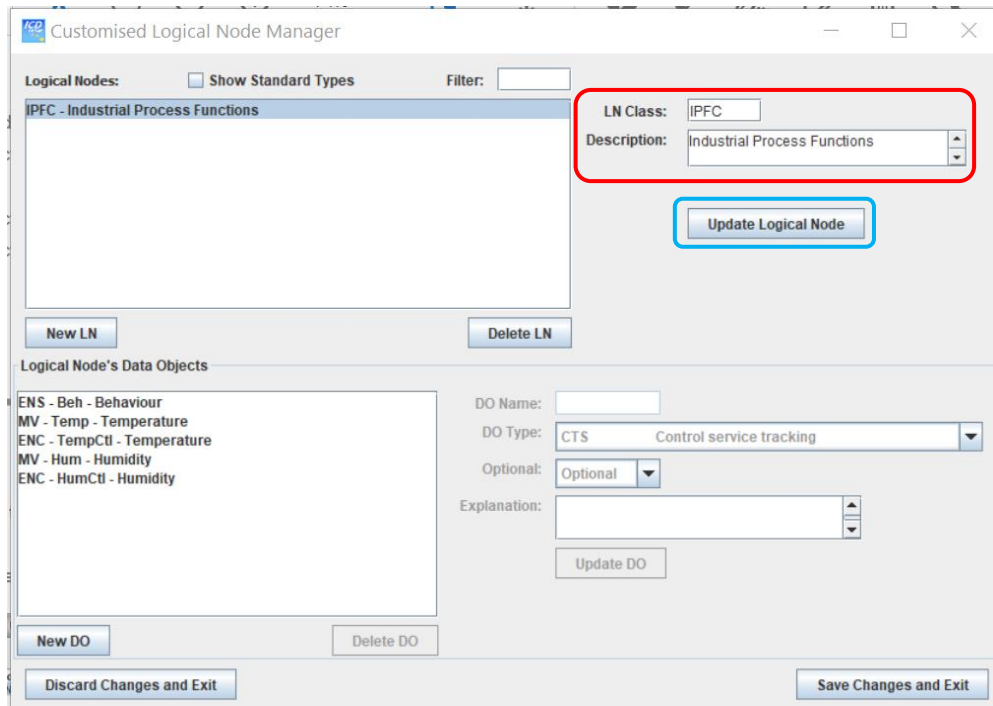 ICD
Customised Logical Node Manager
Logical Nodes: Show Standard Types Filter:
IPFC - Industrial Process Functions
LN Class: IPFC
Description: Industrial Process Functions
Update Logical Node
New LN Delete LN
Logical Node's Data Objects
ENS - Beh - Behaviour
MV - Temp - Temperature
ENC - TempCtl - Temperature
MV - Hum - Humidity
ENC - HumCtl - Humidity
DO Name:
DO Type: CTS Control service tracking
Optional: Optional
Explanation:
Update DO
New DO Delete DO
Discard Changes and Exit Save Changes and Exit